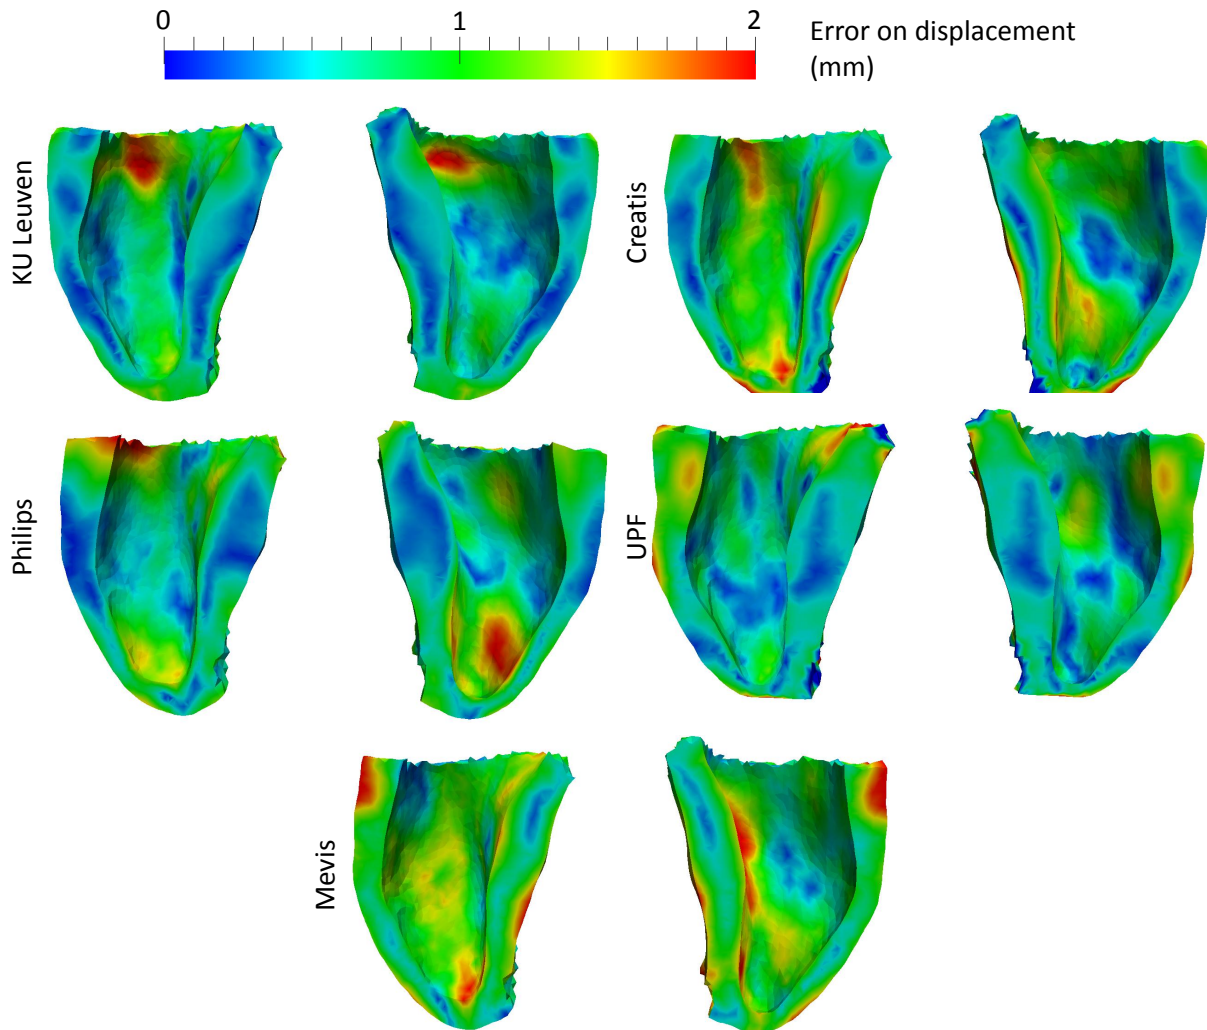 0
1
2
Error on displacement
(mm)
KU Leuven
Creatis
Philips
UPF
Mevis